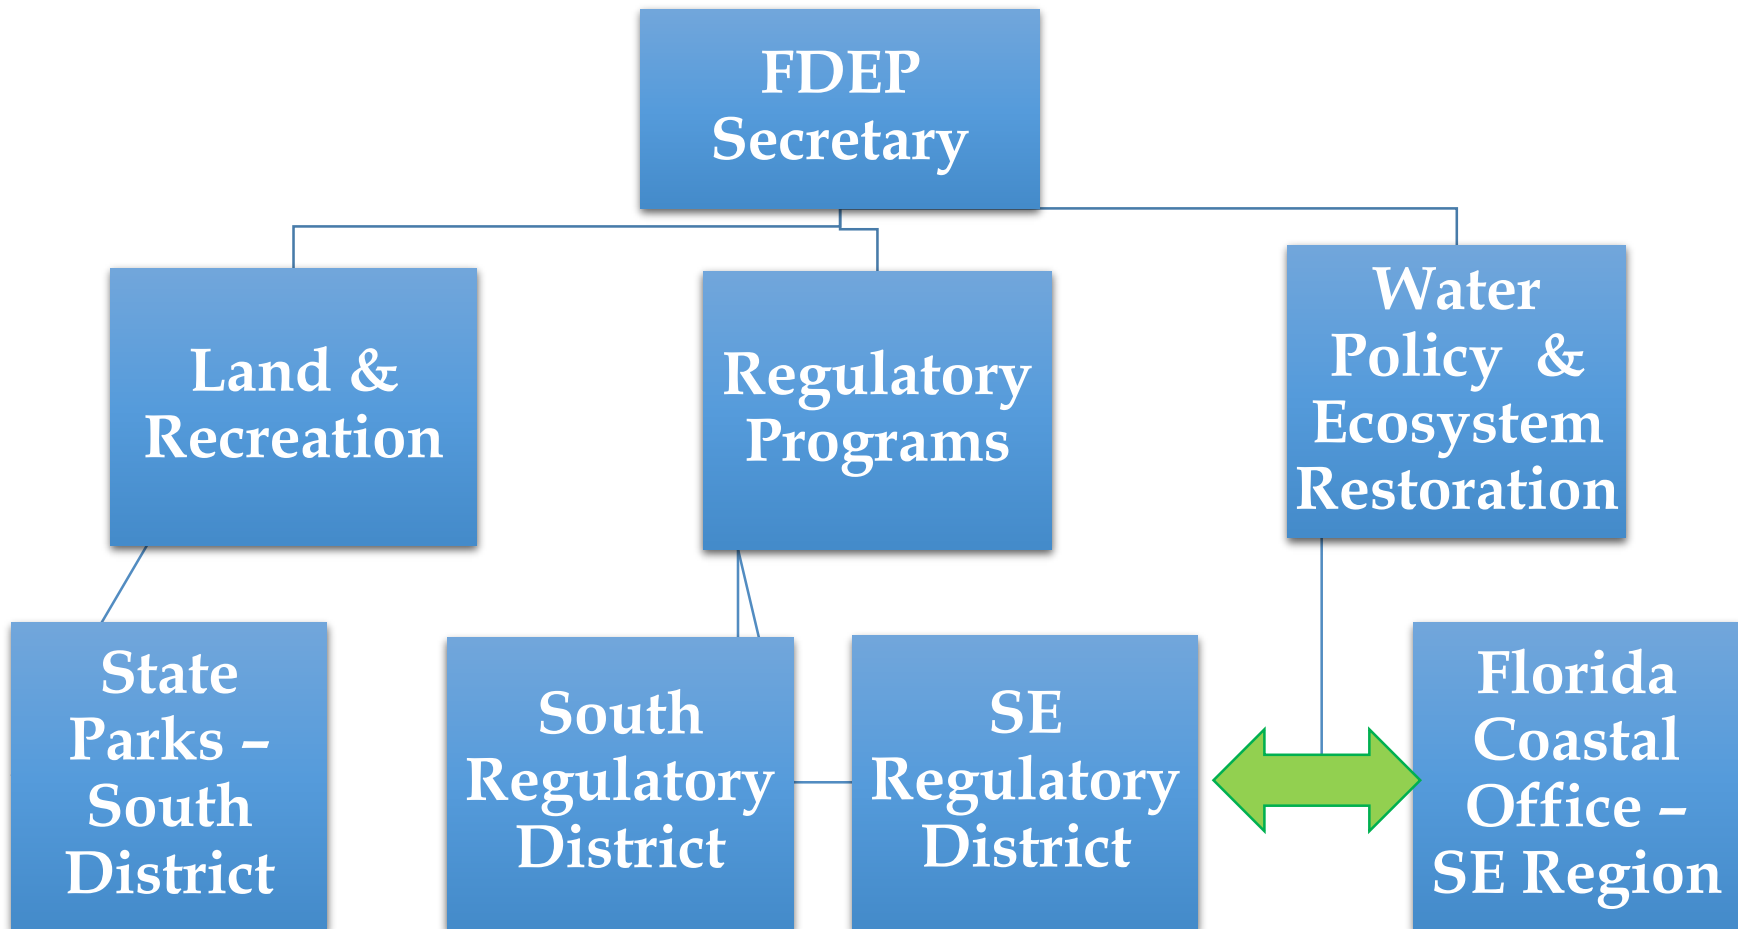 FDEP
Secretary
Land &
Recreation
Regulatory
Programs
Water
Policy  &
Ecosystem
Restoration
State
Parks –
South
District
South
Regulatory
District
SE
Regulatory
District
Florida
Coastal
Office –
SE Region